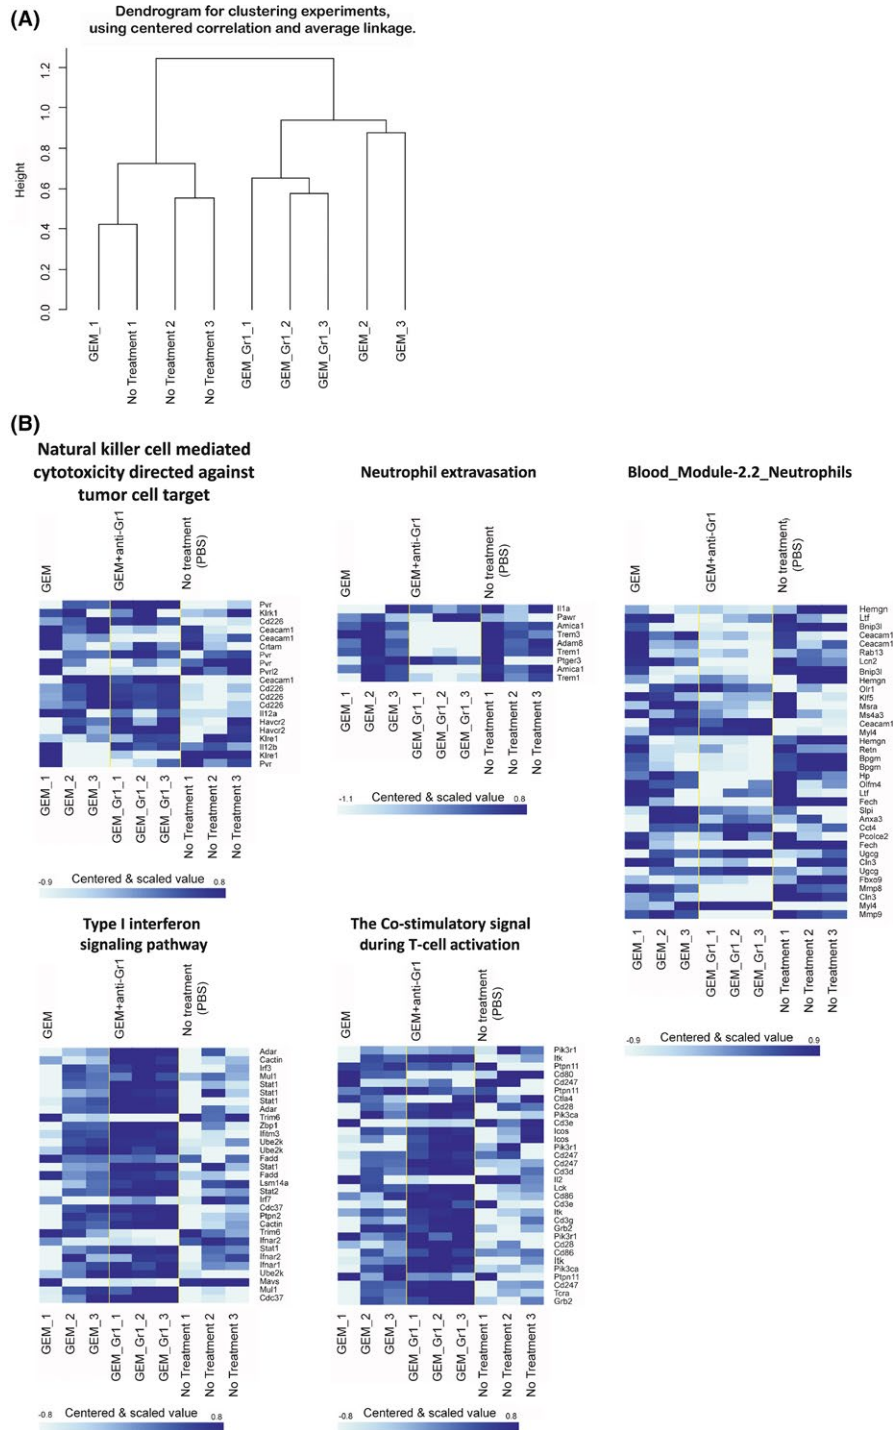 (A)
Dendrogram for clustering experiments,
using centered correlation and average linkage.
Height
1.2
1.0
0.8
0.6
0.4
0.2
0.0
GEM_1
No Treatment 1
No Treatment 2
No Treatment 3
GEM_Gr1_1
GEM_Gr1_2
GEM_Gr1_3
GEM_2
GEM_3
(B)
Natural killer cell mediated
cytotoxicity directed against
tumor cell target
GEM
GEM+anti-Gr1
No treatment
(PBS)
Pvr
Klrk1
Cd226
Ceacam1
Ceacam1
Crtam
Pvr
Pvr
Pvrl2
Ceacam1
Cd226
Cd226
Cd226
Il12a
Havcr2
Havcr2
Klre1
Il12b
Klre1
Pvr
GEM_1
GEM_2
GEM_3
GEM_Gr1_1
GEM_Gr1_2
GEM_Gr1_3
No Treatment 1
No Treatment 2
No Treatment 3
Centered & scaled value
-0.9
0.8
Neutrophil extravasation
GEM
GEM+anti-Gr1
No treatment
(PBS)
Il1a
Pawr
Amica1
Trem3
Adam8
Trem1
Ptger3
Amica1
Trem1
GEM_1
GEM_2
GEM_3
GEM_Gr1_1
GEM_Gr1_2
GEM_Gr1_3
No Treatment 1
No Treatment 2
No Treatment 3
Centered & scaled value
-1.1
0.8
Blood_Module-2.2_Neutrophils
GEM
GEM+anti-Gr1
No treatment
(PBS)
Hemgn
Ltf
Bnip3l
Ceacam1
Ceacam1
Rab13
Lcn2
Bnip3l
Hemgn
Olr1
Klf5
Msra
Ms4a3
Ceacam1
Myl4
Hemgn
Retn
Bpgm
Bpgm
Hp
Olfm4
Ltf
Fech
Slpi
Anxa3
Cct4
Pcolce2
Fech
Ugcg
Cln3
Ugcg
Fbxo9
Mmp8
Cln3
Myl4
Mmp9
GEM_1
GEM_2
GEM_3
GEM_Gr1_1
GEM_Gr1_2
GEM_Gr1_3
No Treatment 1
No Treatment 2
No Treatment 3
Centered & scaled value
-0.9
0.9
Type I interferon
signaling pathway
GEM
GEM+anti-Gr1
No treatment
(PBS)
Adar
Cactin
Irf3
Mul1
Stat1
Stat1
Stat1
Adar
Trim6
Zbp1
Ifitm3
Ube2k
Ube2k
Fadd
Stat1
Fadd
Lsm14a
Stat2
Irf7
Cdc37
Ptpn2
Cactin
Trim6
Ifnar2
Stat1
Ifnar2
Ifnar1
Ube2k
Mavs
Mul1
Cdc37
GEM_1
GEM_2
GEM_3
GEM_Gr1_1
GEM_Gr1_2
GEM_Gr1_3
No Treatment 1
No Treatment 2
No Treatment 3
Centered & scaled value
-0.8
0.8
The Co-stimulatory signal
during T-cell activation
GEM
GEM+anti-Gr1
No treatment
(PBS)
Pik3r1
Itk
Ptpn11
Cd80
Cd247
Ptpn11
Ctla4
Cd28
Pik3ca
Cd3e
Icos
Icos
Pik3r1
Cd247
Cd247
Cd3d
Il2
Lck
Cd86
Cd3e
Itk
Cd3g
Grb2
Pik3r1
Cd28
Cd86
Itk
Pik3ca
Ptpn11
Cd247
Tcra
Grb2
GEM_1
GEM_2
GEM_3
GEM_Gr1_1
GEM_Gr1_2
GEM_Gr1_3
No Treatment 1
No Treatment 2
No Treatment 3
Centered & scaled value
-0.8
0.8